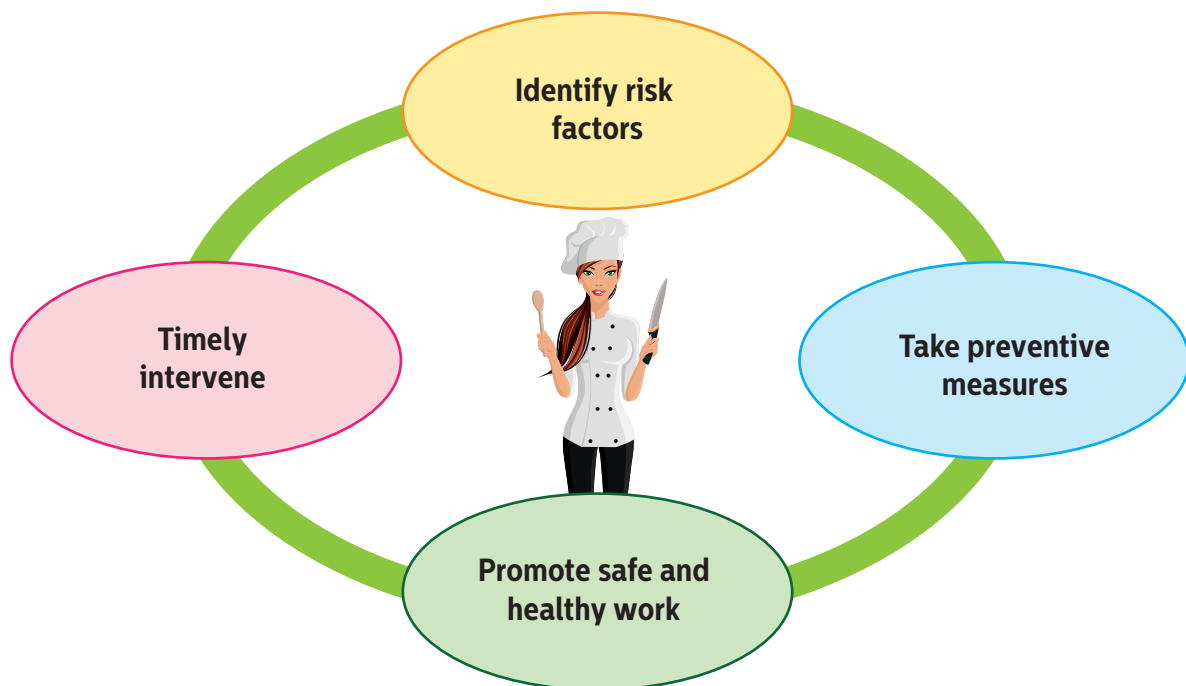 Identify risk
factors
Timely
intervene
Take preventive
measures
Promote safe and
healthy work